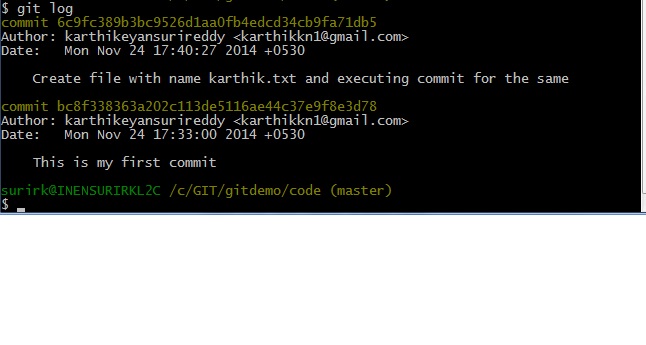 $ git log
commit 6c9fc389b3bc9526d1aa0fb4edcd34cb9fa71db5
Author: karthikeyansurireddy <karthikkn1@gmail.com>
Date:   Mon Nov 24 17:40:27 2014 +0530
Create file with name karthik.txt and executing commit for the same
commit bc8f338363a202c113de5116ae44c37e9f8e3d78
Author: karthikeyansurireddy <karthikkn1@gmail.com>
Date:   Mon Nov 24 17:33:00 2014 +0530
This is my first commit
surirk@INENSURIRKL2C /c/GIT/gitdemo/code (master)
$